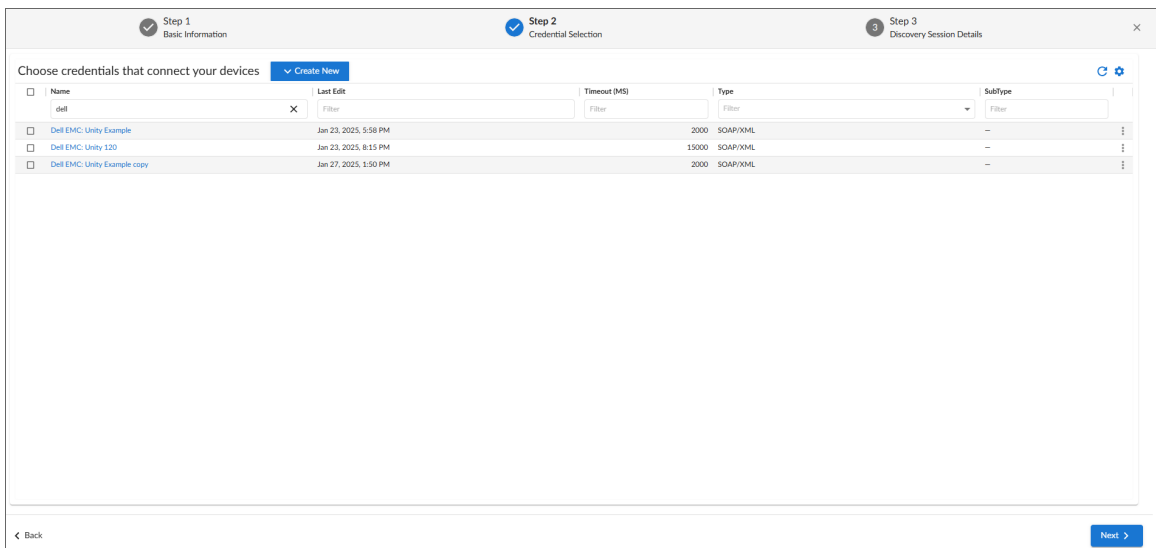 Step 1
Basic Information
Step 2
Credential Selection
3
Step 3
Discovery Session Details
Choose credentials that connect your devices
Create New
Name Last Edit Timeout (MS) Type SubType
dell Filter Filter Filter Filter
Dell EMC: Unity Example Jan 23, 2025, 5:58 PM 2000 SOAP/XML —
Dell EMC: Unity 120 Jan 23, 2025, 8:15 PM 15000 SOAP/XML —
Dell EMC: Unity Example copy Jan 27, 2025, 1:50 PM 2000 SOAP/XML —
Back Next